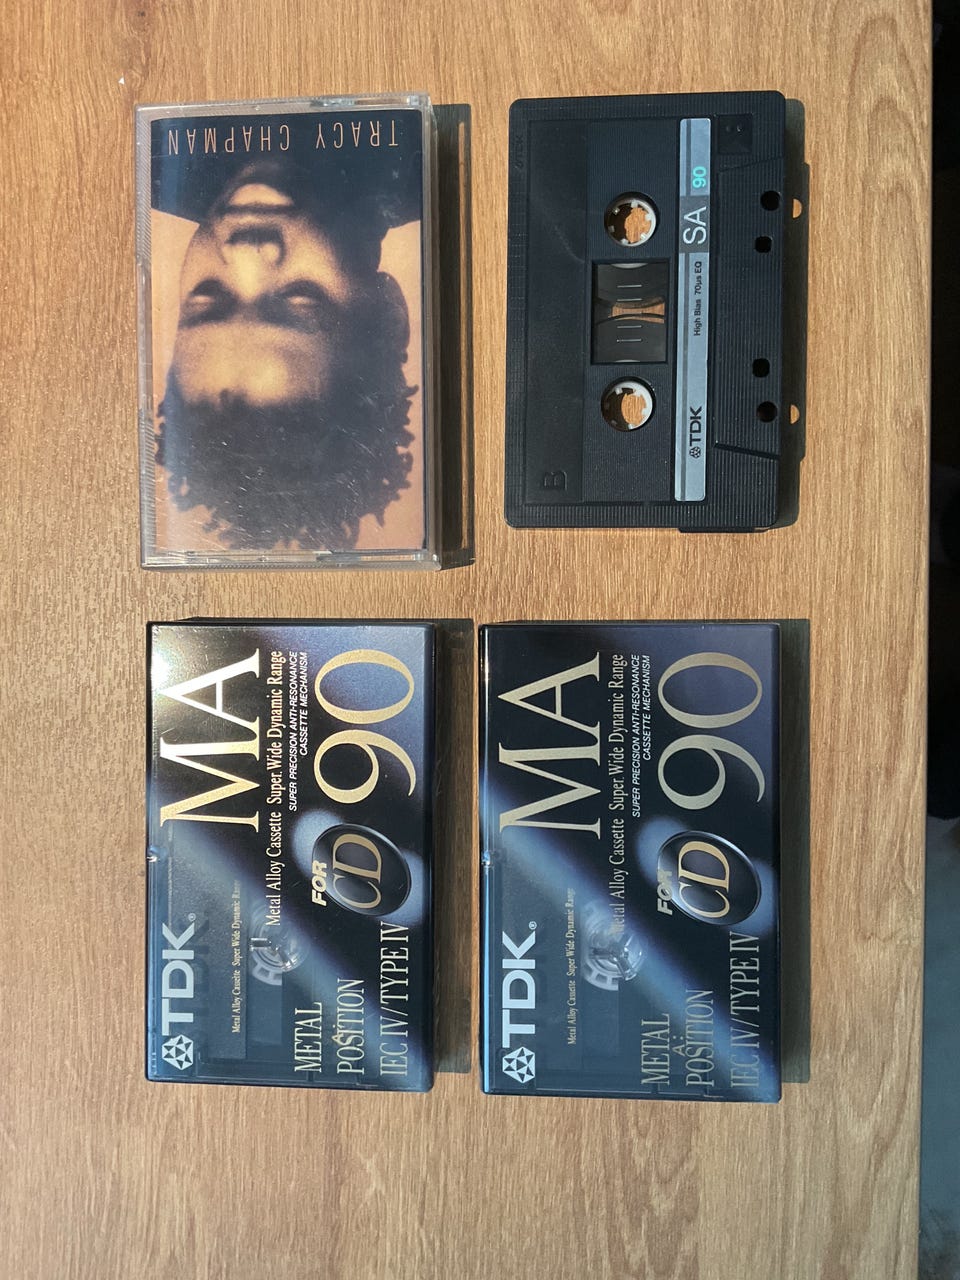 TRACY CHAPMAN
B
TDK
SA
90
High Bias 70µs EQ
TDK®
MA
Metal Alloy Cassette Super Wide Dynamic Range
Metal Alloy Cassette Super Wide Dynamic Range
SUPER PRECISION ANTI-RESONANCE
CASSETTE MECHANISM
METAL
POSITION
IEC IV/TYPE IV
FOR
CD
90
TDK®
MA
Metal Alloy Cassette Super Wide Dynamic Range
Metal Alloy Cassette Super Wide Dynamic Range
SUPER PRECISION ANTI-RESONANCE
CASSETTE MECHANISM
METAL
POSITION
IEC IV/TYPE IV
FOR
CD
90